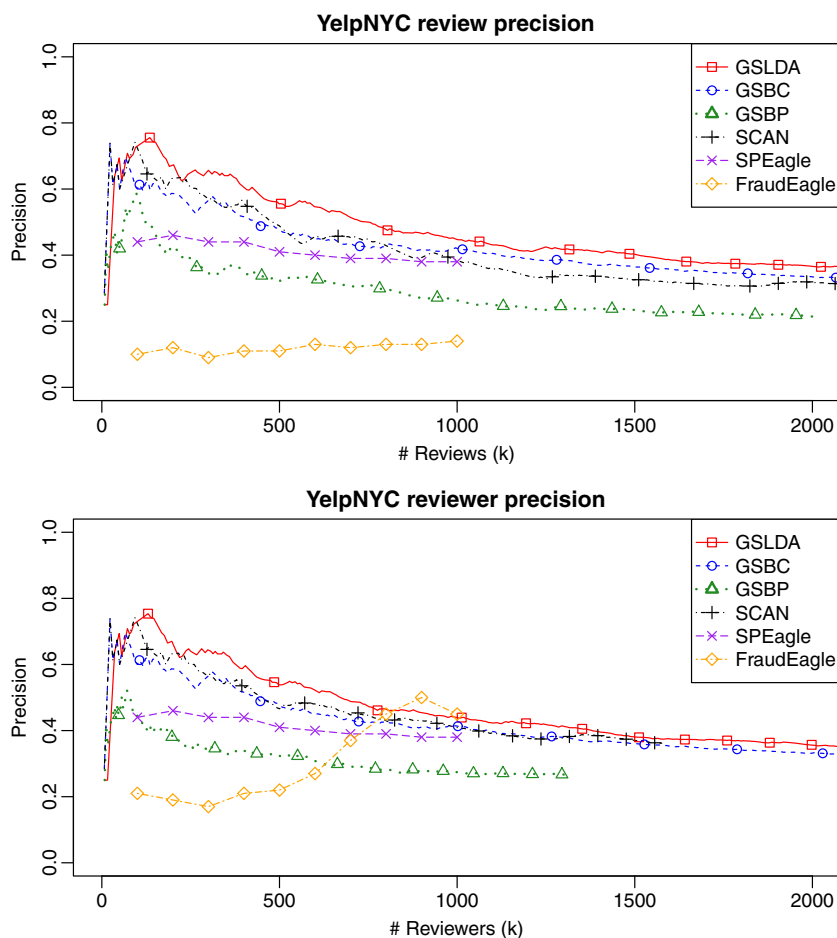 YelpNYC review precision
1.0
0.8
0.6
0.4
0.2
0.0
Precision
0 500 1000 1500 2000
# Reviews (k)
GSLDA
GSBC
GSBP
SCAN
SPEagle
FraudEagle
YelpNYC reviewer precision
1.0
0.8
0.6
0.4
0.2
0.0
Precision
0 500 1000 1500 2000
# Reviewers (k)
GSLDA
GSBC
GSBP
SCAN
SPEagle
FraudEagle